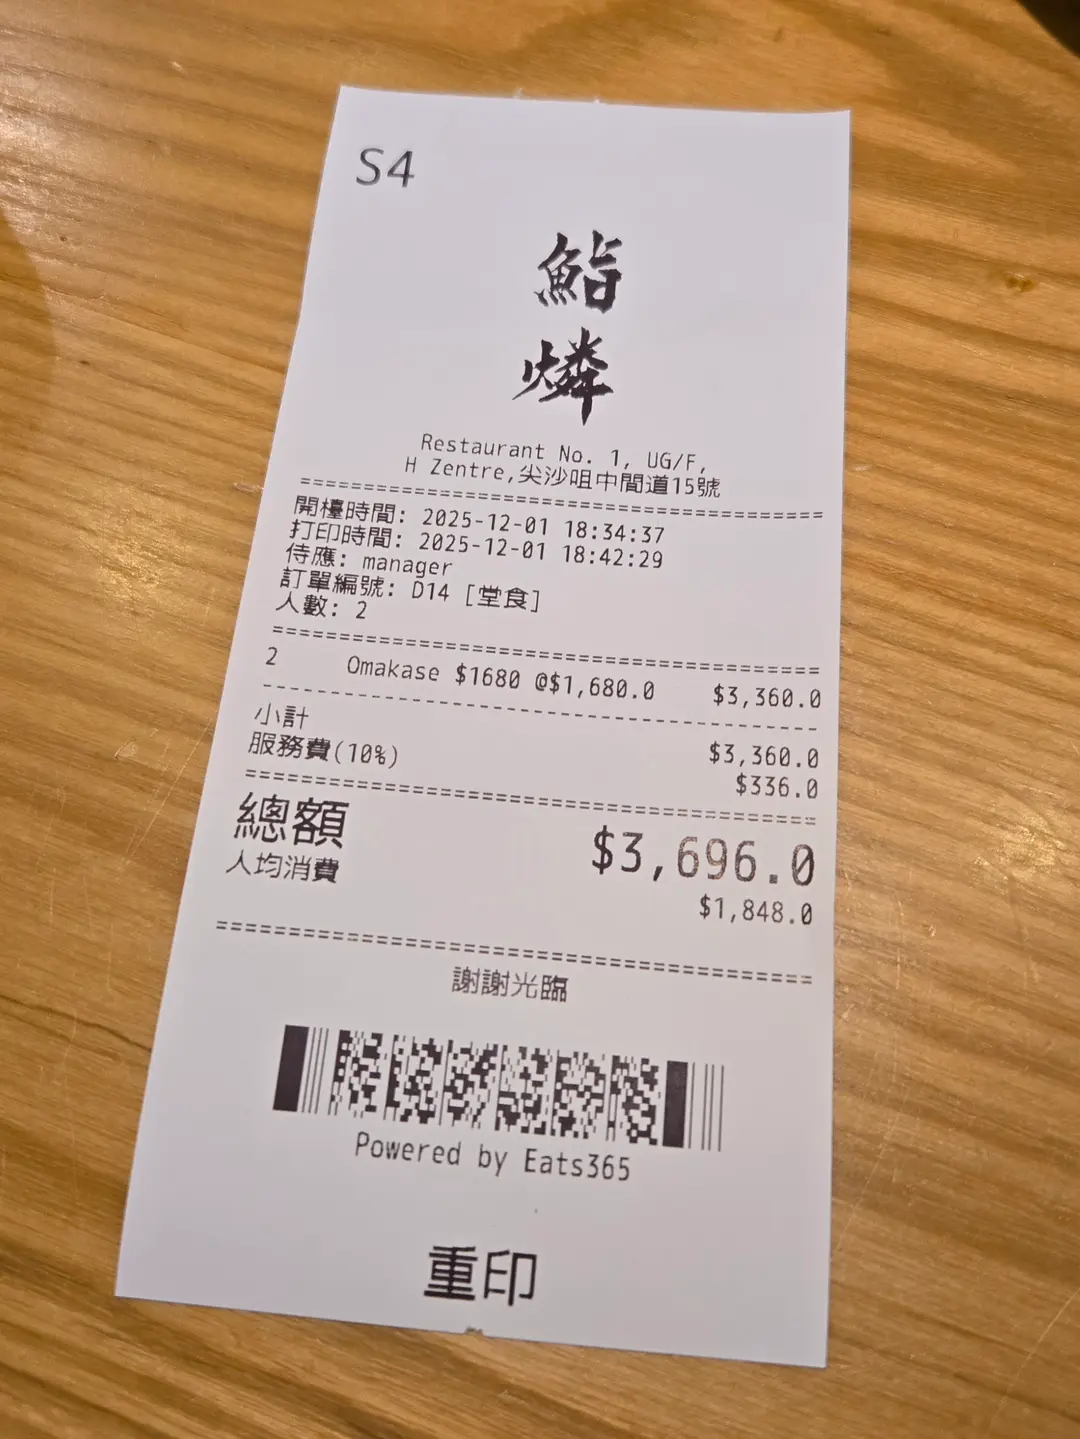 S4
鮨
燐
Restaurant No. 1, UG/F,
H Zentre,尖沙咀中間道15號
開檯時間: 2025-12-01 18:34:37
打印時間: 2025-12-01 18:42:29
侍應: manager
訂單編號: D14 [堂食]
人數: 2
2 Omakase $1680 @$1,680.0 $3,360.0
小計 $3,360.0
服務費(10%) $336.0
總額 $3,696.0
人均消費 $1,848.0
謝謝光臨
Powered by Eats365
重印